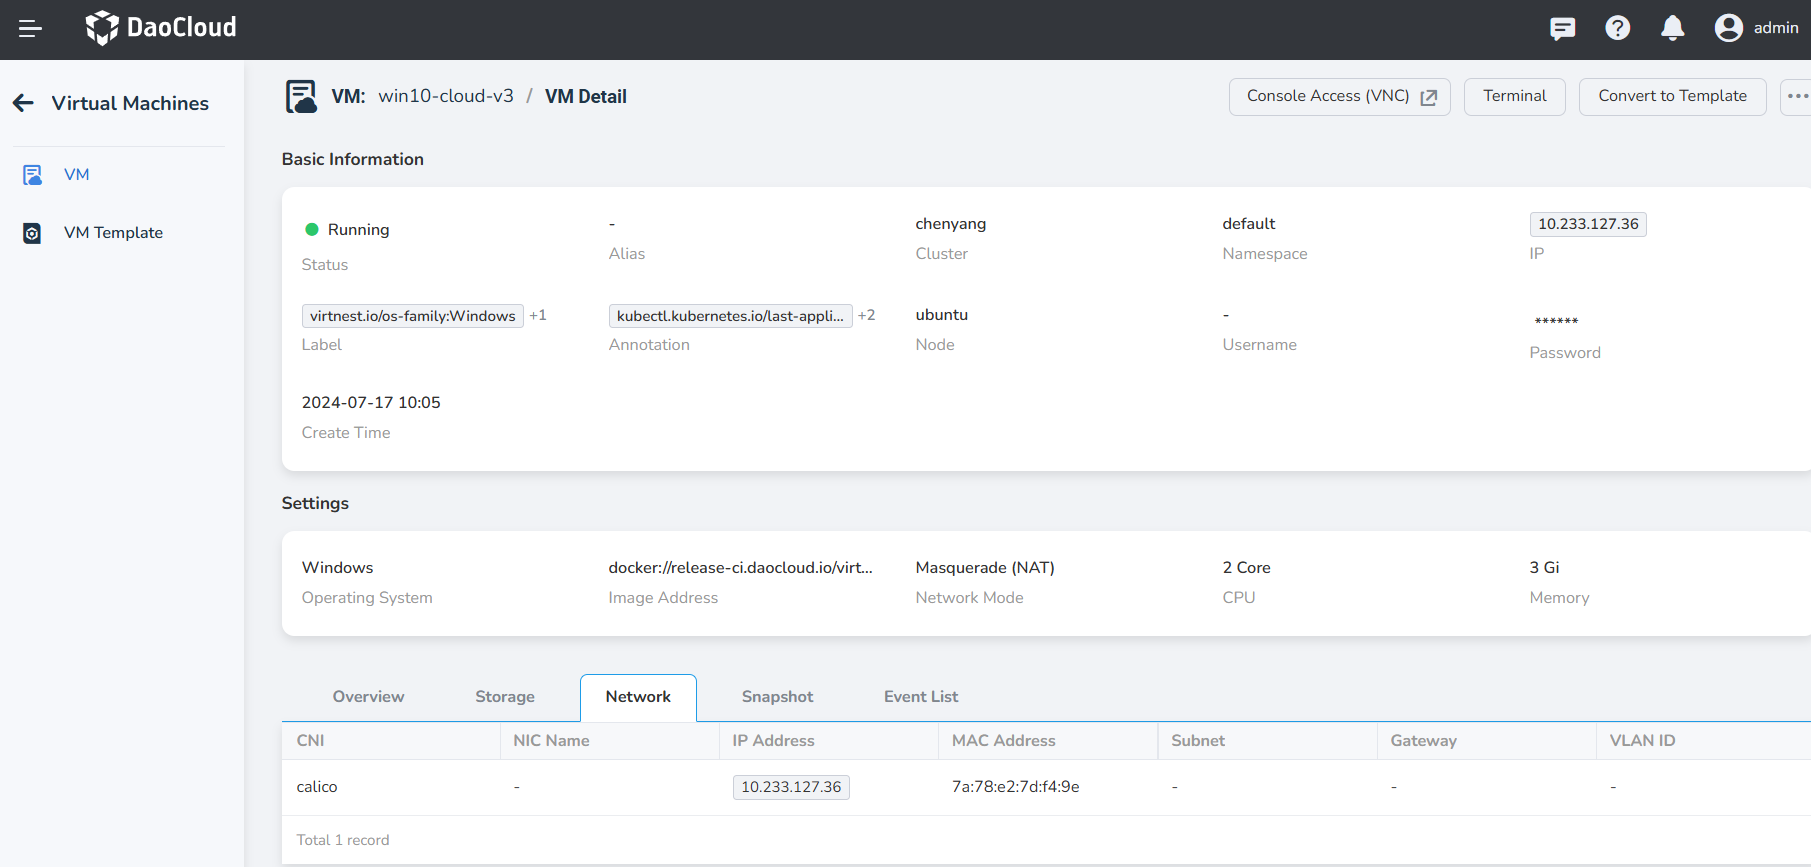 DaoCloud
admin
Virtual Machines
VM
VM Template
VM: win10-cloud-v3 / VM Detail
Console Access (VNC)
Terminal
Convert to Template
Basic Information
Running
Status
-
Alias
chenyang
Cluster
default
Namespace
10.233.127.36
IP
virtnest.io/os-family:Windows +1
Label
kubectl.kubernetes.io/last-appli... +2
Annotation
ubuntu
Node
-
Username
******
Password
2024-07-17 10:05
Create Time
Settings
Windows
Operating System
docker://release-ci.daocloud.io/virt...
Image Address
Masquerade (NAT)
Network Mode
2 Core
CPU
3 Gi
Memory
Overview Storage Network Snapshot Event List
CNI NIC Name IP Address MAC Address Subnet Gateway VLAN ID
calico - 10.233.127.36 7a:78:e2:7d:f4:9e - - -
Total 1 record